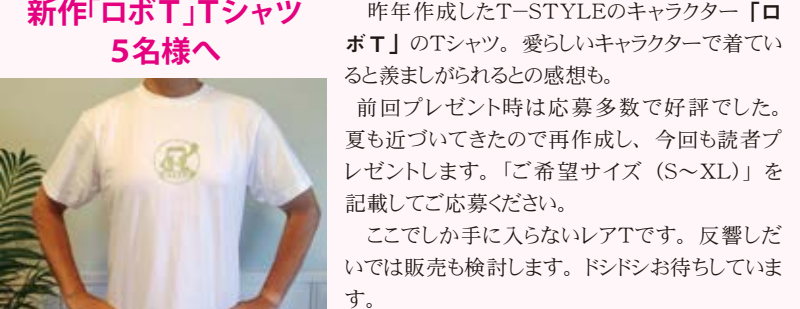 新作｢ロボT｣Tシャツ
5名様へ
昨年作成したT−STYLEのキャラクター「ロ
ボT」のTシャツ。愛らしいキャラクターで着てい
ると羨ましがられるとの感想も。
前回プレゼント時は応募多数で好評でした。
夏も近づいてきたので再作成し、今回も読者プ
レゼントします。「ご希望サイズ（S〜XL）」を
記載してご応募ください。
ここでしか手に入らないレアTです。反響しだ
いでは販売も検討します。ドシドシお待ちしていま
す。